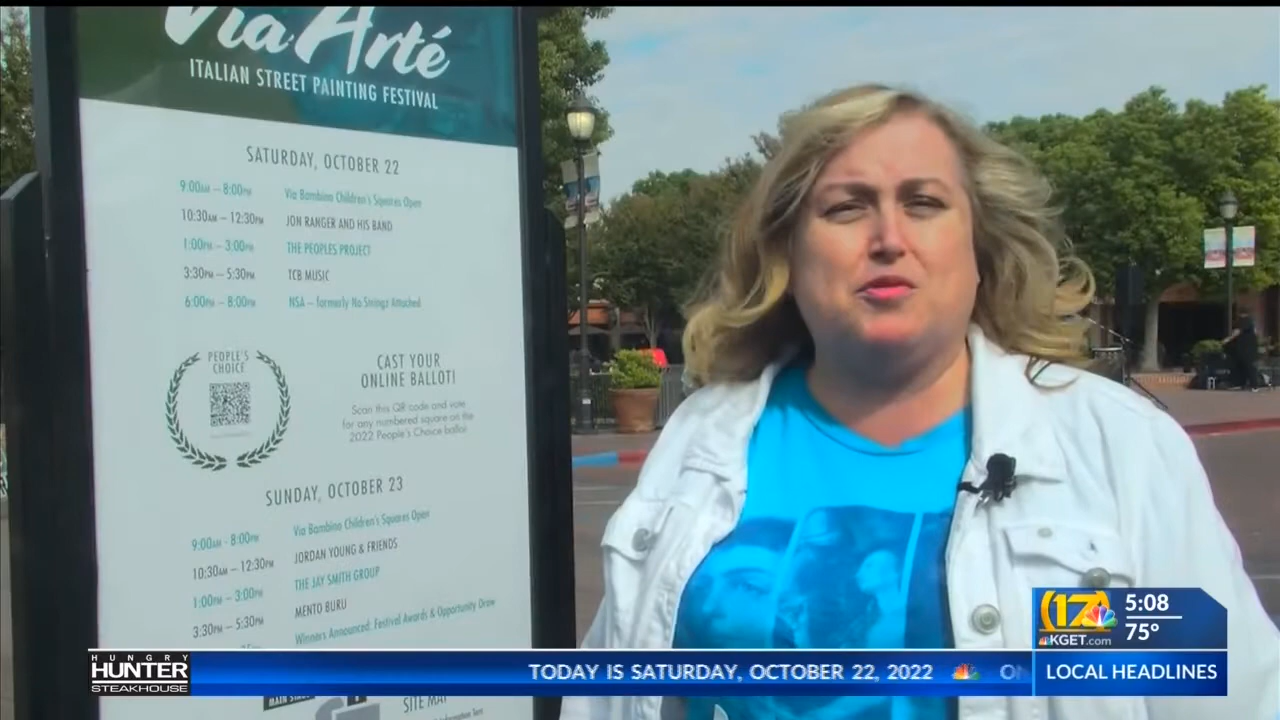 Via Arté
ITALIAN STREET PAINTING FESTIVAL
SATURDAY, OCTOBER 22
9:00AM – 8:00PM Via Bambino Children's Squares Open
10:30AM – 12:30PM JON RANGER AND HIS BAND
1:00PM – 3:00PM THE PEOPLES PROJECT
3:30PM – 5:30PM TCB MUSIC
6:00PM – 8:00PM NSA – formerly No Strings Attached
PEOPLE'S
CHOICE
CAST YOUR
ONLINE BALLOT!
Scan this QR code and vote
for any numbered square on the
2022 People's Choice ballot
SUNDAY, OCTOBER 23
9:00AM - 8:00PM Via Bambino Children's Squares Open
10:30AM – 12:30PM JORDAN YOUNG & FRIENDS
1:00PM – 3:00PM THE JAY SMITH GROUP
3:30PM – 5:30PM MENTO BURU
Winners Announced: Festival Awards & Opportunity Draw
SITE MAP
17
KGET.com
5:08
75°
HUNGRY
HUNTER
STEAKHOUSE
TODAY IS SATURDAY, OCTOBER 22, 2022
LOCAL HEADLINES